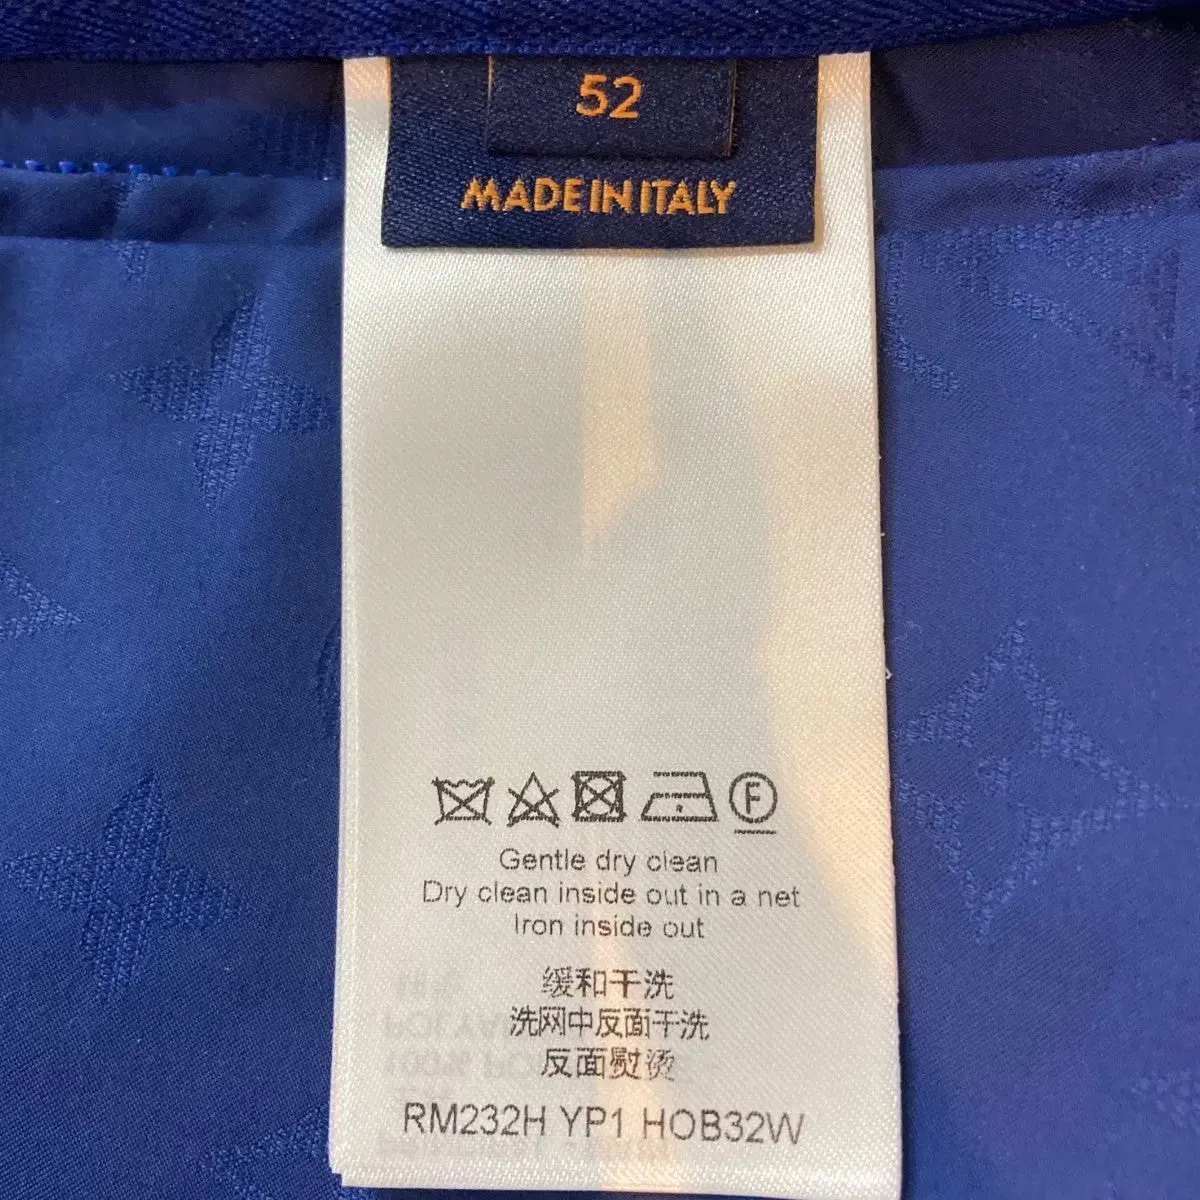 52
MADE IN ITALY
F
Gentle dry clean
Dry clean inside out in a net
Iron inside out
缓和干洗
洗网中反面干洗
反面熨烫
RM232H YP1 HOB32W